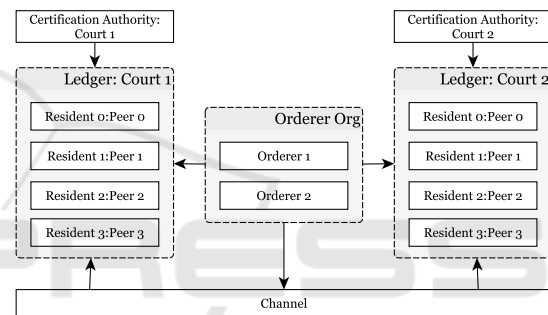 Certification Authority:
Court 1
Ledger: Court 1
Resident 0:Peer 0
Resident 1:Peer 1
Resident 2:Peer 2
Resident 3:Peer 3
Orderer Org
Orderer 1
Orderer 2
Certification Authority:
Court 2
Ledger: Court 2
Resident 0:Peer 0
Resident 1:Peer 1
Resident 2:Peer 2
Resident 3:Peer 3
Channel